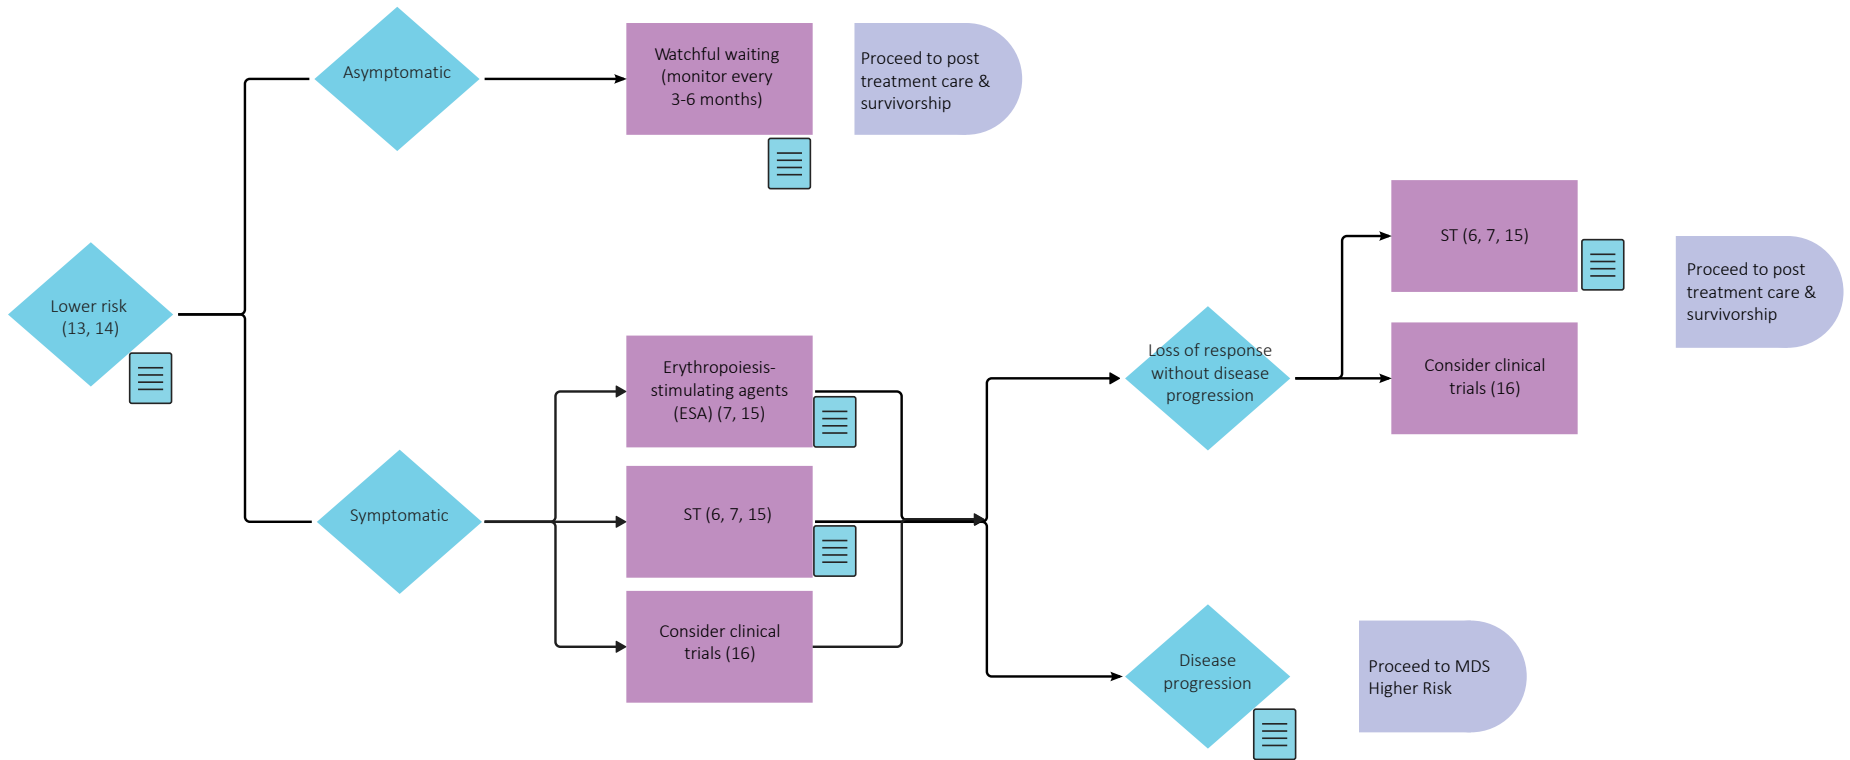 Asymptomatic
Watchful waiting
(monitor every
3-6 months)
Proceed to post
treatment care &
survivorship
Lower risk
(13, 14)
Symptomatic
Erythropoiesis-
stimulating agents
(ESA) (7, 15)
ST (6, 7, 15)
Consider clinical
trials (16)
Loss of response
without disease
progression
ST (6, 7, 15)
Consider clinical
trials (16)
Proceed to post
treatment care &
survivorship
Disease
progression
Proceed to MDS
Higher Risk